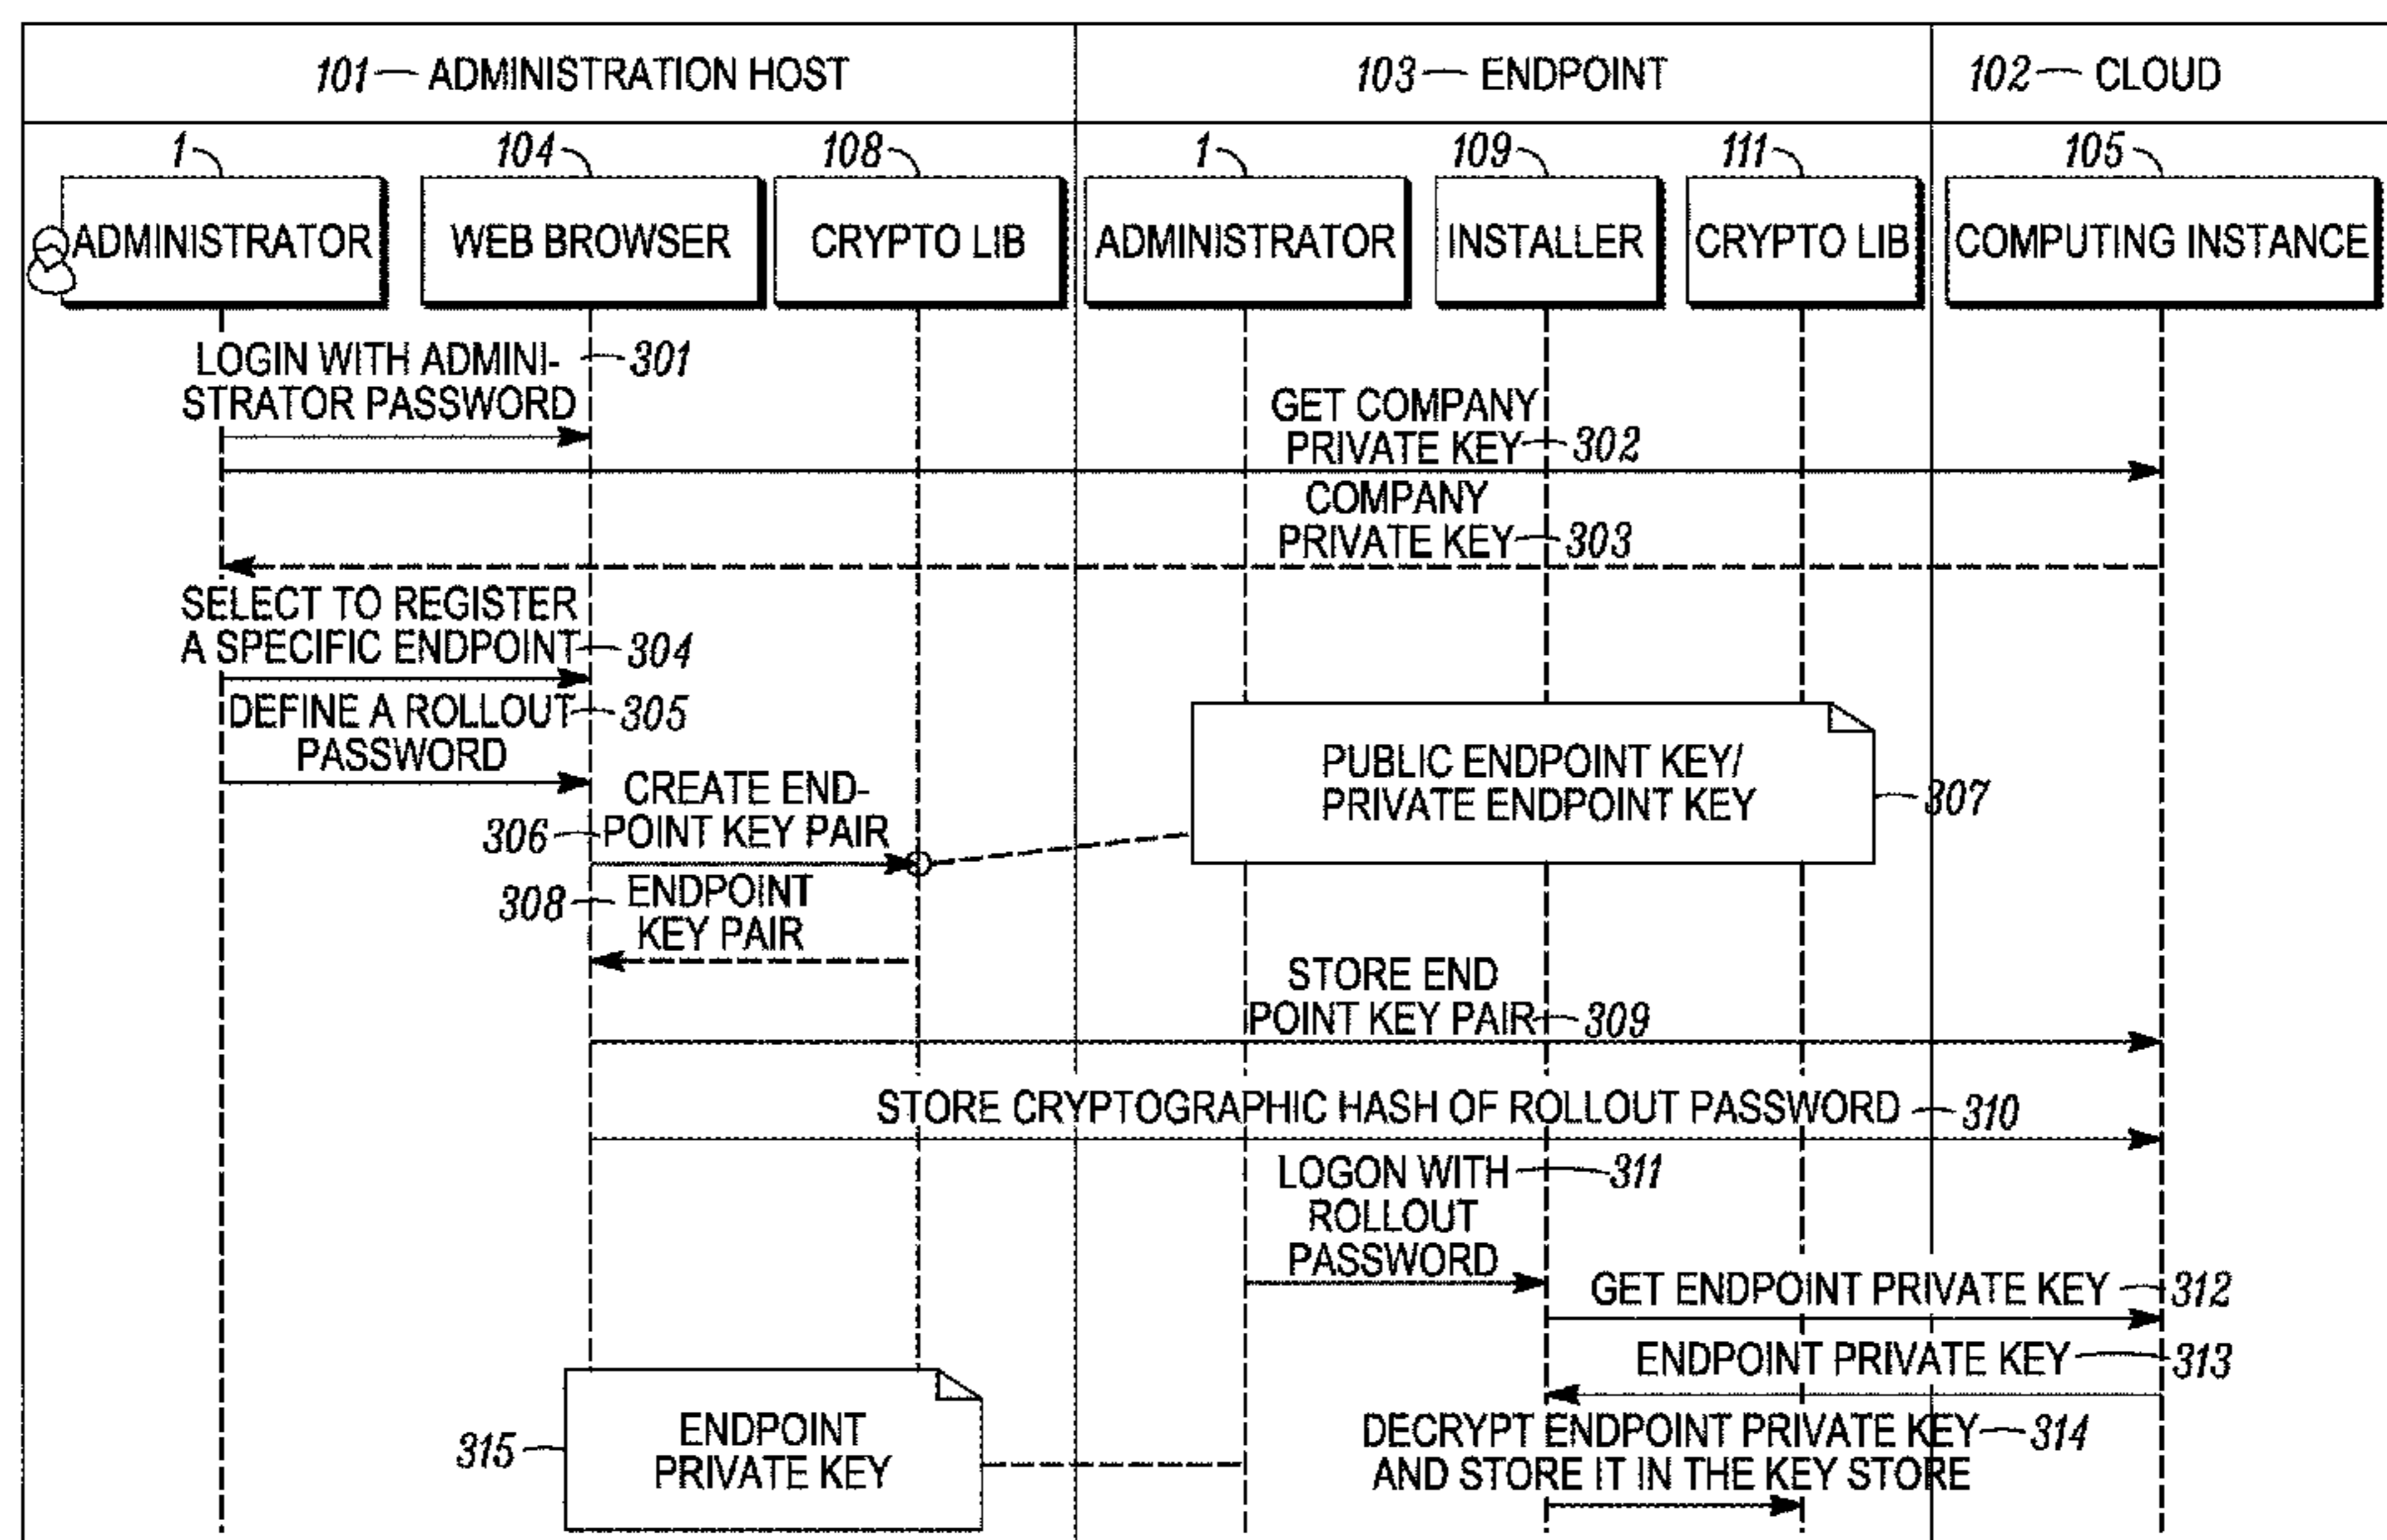 101 — ADMINISTRATION HOST
103 — ENDPOINT
102 — CLOUD
1
104
108
1
109
111
105
ADMINISTRATOR
WEB BROWSER
CRYPTO LIB
ADMINISTRATOR
INSTALLER
CRYPTO LIB
COMPUTING INSTANCE
LOGIN WITH ADMINI-
STRATOR PASSWORD
301
GET COMPANY
PRIVATE KEY
302
COMPANY
PRIVATE KEY
303
SELECT TO REGISTER
A SPECIFIC ENDPOINT
304
DEFINE A ROLLOUT
PASSWORD
305
CREATE END-
POINT KEY PAIR
306
PUBLIC ENDPOINT KEY/
PRIVATE ENDPOINT KEY
307
308
ENDPOINT
KEY PAIR
STORE END
POINT KEY PAIR
309
STORE CRYPTOGRAPHIC HASH OF ROLLOUT PASSWORD
310
LOGON WITH
ROLLOUT
PASSWORD
311
GET ENDPOINT PRIVATE KEY
312
ENDPOINT PRIVATE KEY
313
DECRYPT ENDPOINT PRIVATE KEY
AND STORE IT IN THE KEY STORE
314
315
ENDPOINT
PRIVATE KEY